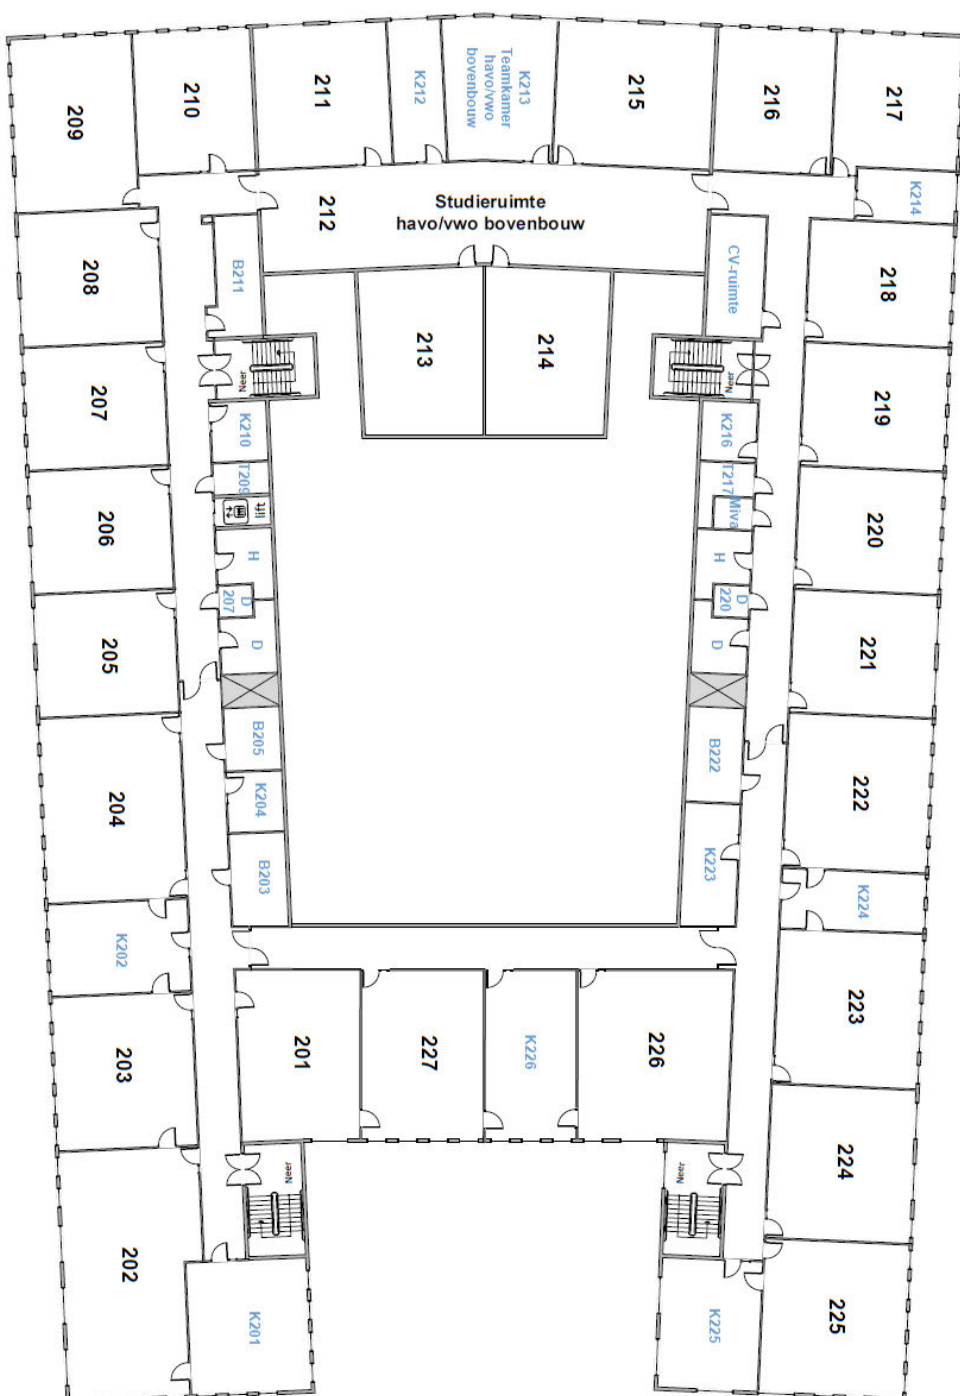 209
210
211
K212
K213
Teamkamer
havo/vwo
bovenbouw
215
216
217
K214
212
Studieruimte
havo/vwo bovenbouw
208
B211
213
214
CV-ruimte
218
Neer
Neer
207
K210
K216
219
T209
lift
T217
Miva
206
H
H
220
D
207
D
220
205
D
D
221
B205
B222
204
K204
222
B203
K223
K224
K202
223
203
201
227
K226
226
Neer
Neer
224
202
K201
K225
225